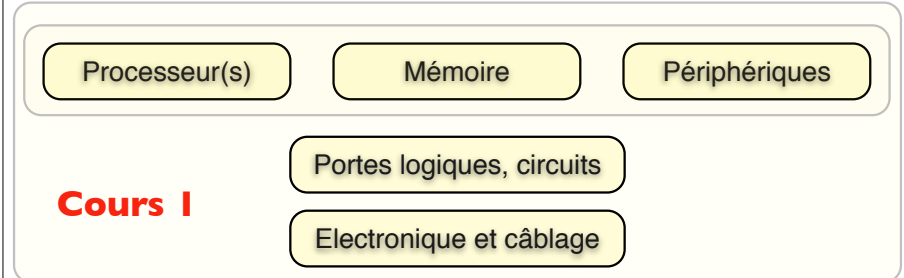 Processeur(s) Mémoire Périphériques
Portes logiques, circuits
Cours 1
Electronique et câblage